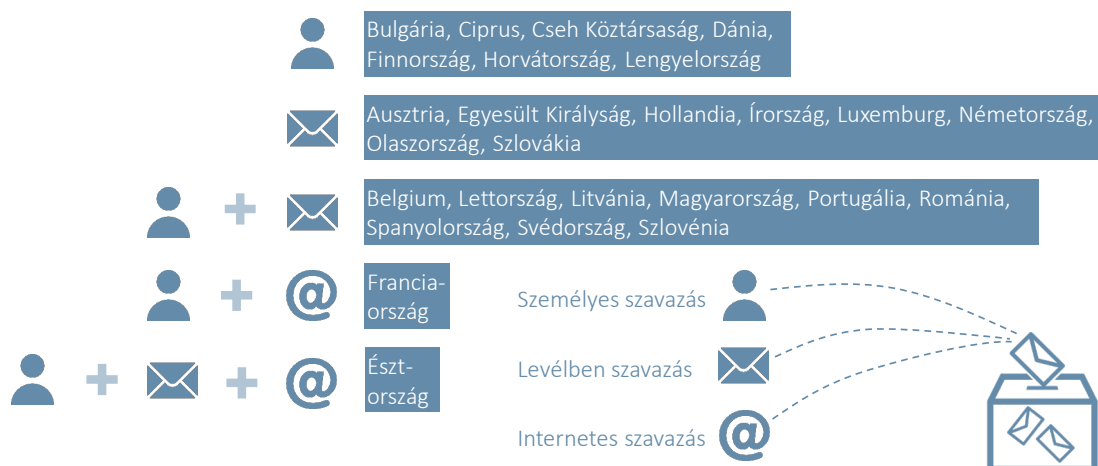 Bulgária, Ciprus, Cseh Köztársaság, Dánia,
Finnország, Horvátország, Lengyelország
Ausztria, Egyesült Királyság, Hollandia, Írország, Luxemburg, Németország,
Olaszország, Szlovákia
Belgium, Lettország, Litvánia, Magyarország, Portugália, Románia,
Spanyolország, Svédország, Szlovénia
Francia-
ország
Észt-
ország
Személyes szavazás
Levélben szavazás
Internetes szavazás